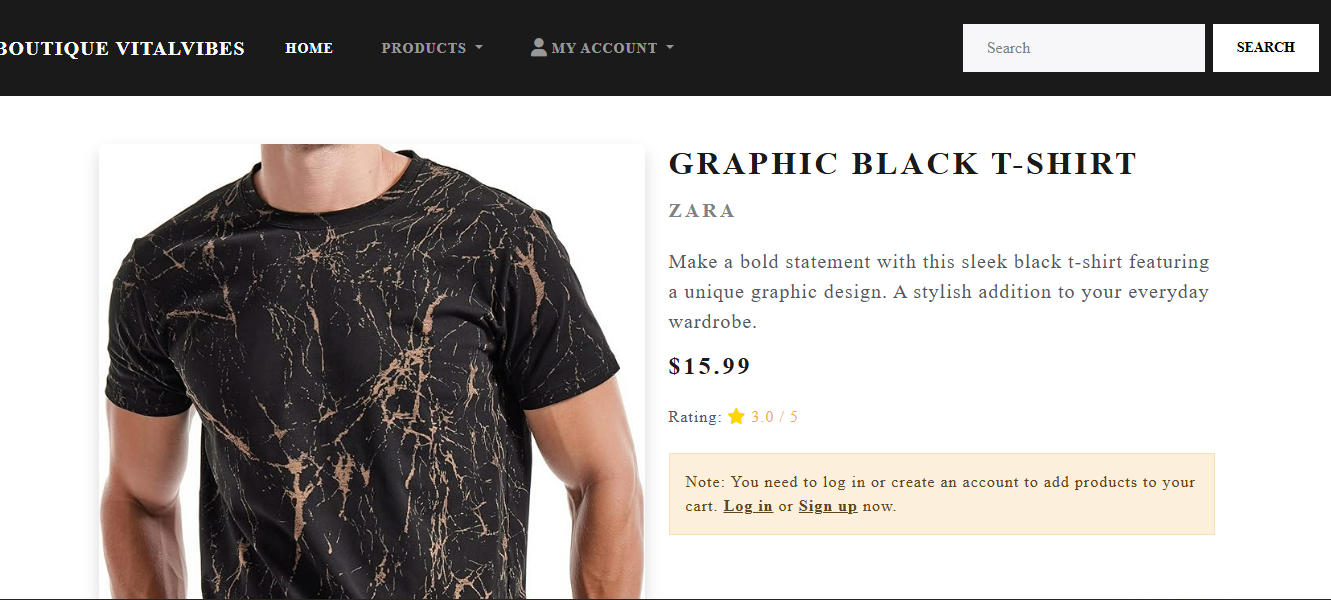 BOUTIQUE VITALVIBES
HOME
PRODUCTS
MY ACCOUNT
Search
SEARCH
GRAPHIC BLACK T-SHIRT
ZARA
Make a bold statement with this sleek black t-shirt featuring
a unique graphic design. A stylish addition to your everyday
wardrobe.
$15.99
Rating: 3.0 / 5
Note: You need to log in or create an account to add products to your
cart. Log in or Sign up now.